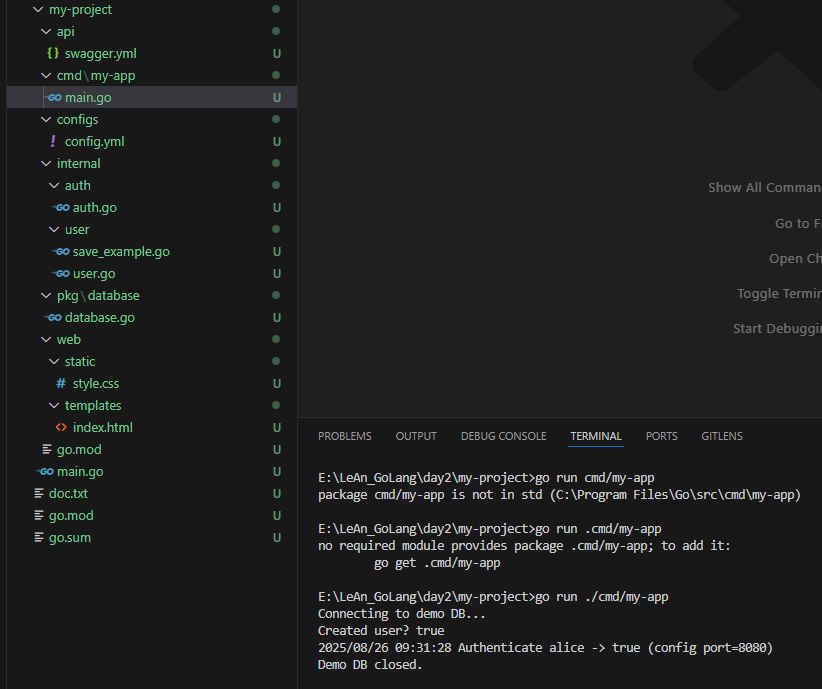 my-project
api
{} swagger.yml U
cmd\my-app
GO main.go U
configs
! config.yml U
internal
auth
GO auth.go U
user
GO save_example.go U
GO user.go U
pkg\database
GO database.go U
web
static
# style.css U
templates
<> index.html U
go.mod U
GO main.go U
doc.txt U
go.mod U
go.sum U
Show All Comman
Go to F
Open Ch
Toggle Termin
Start Debuggin
PROBLEMS OUTPUT DEBUG CONSOLE TERMINAL PORTS GITLENS
E:\LeAn_GoLang\day2\my-project>go run cmd/my-app
package cmd/my-app is not in std (C:\Program Files\Go\src\cmd\my-app)
E:\LeAn_GoLang\day2\my-project>go run .cmd/my-app
no required module provides package .cmd/my-app; to add it:
go get .cmd/my-app
E:\LeAn_GoLang\day2\my-project>go run ./cmd/my-app
Connecting to demo DB...
Created user? true
2025/08/26 09:31:28 Authenticate alice -> true (config port=8080)
Demo DB closed.